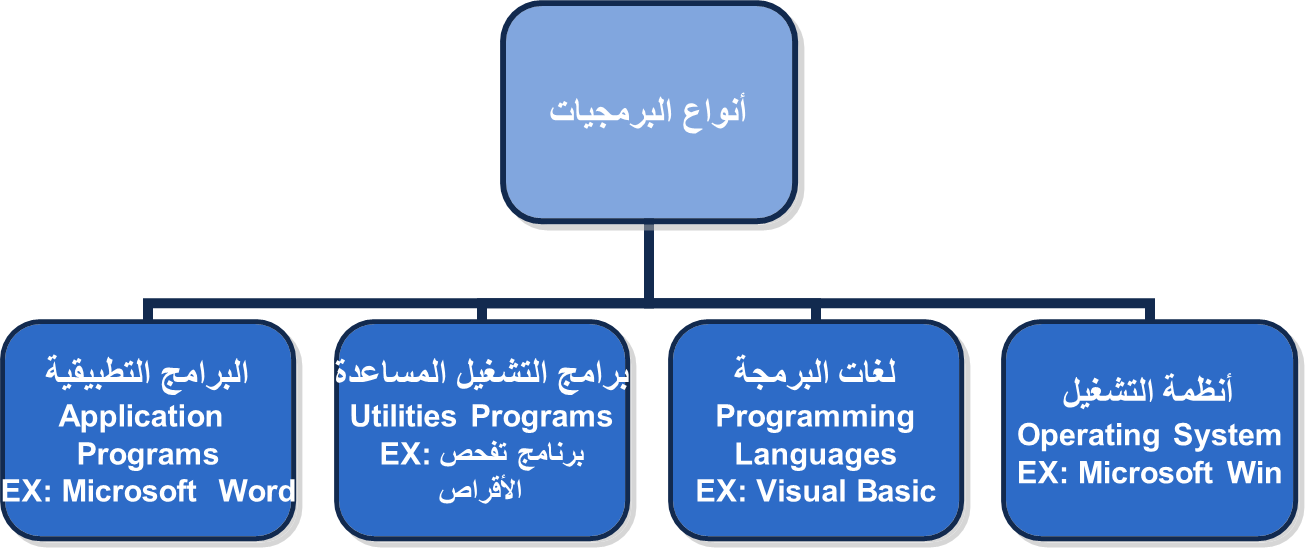 أنواع البرمجيات
أنظمة التشغيل
Operating System
EX: Microsoft Win
لغات البرمجة
Programming
Languages
EX: Visual Basic
برامج التشغيل المساعدة
Utilities Programs
EX: برنامج تفحص
الأقراص
البرامج التطبيقية
Application
Programs
EX: Microsoft Word